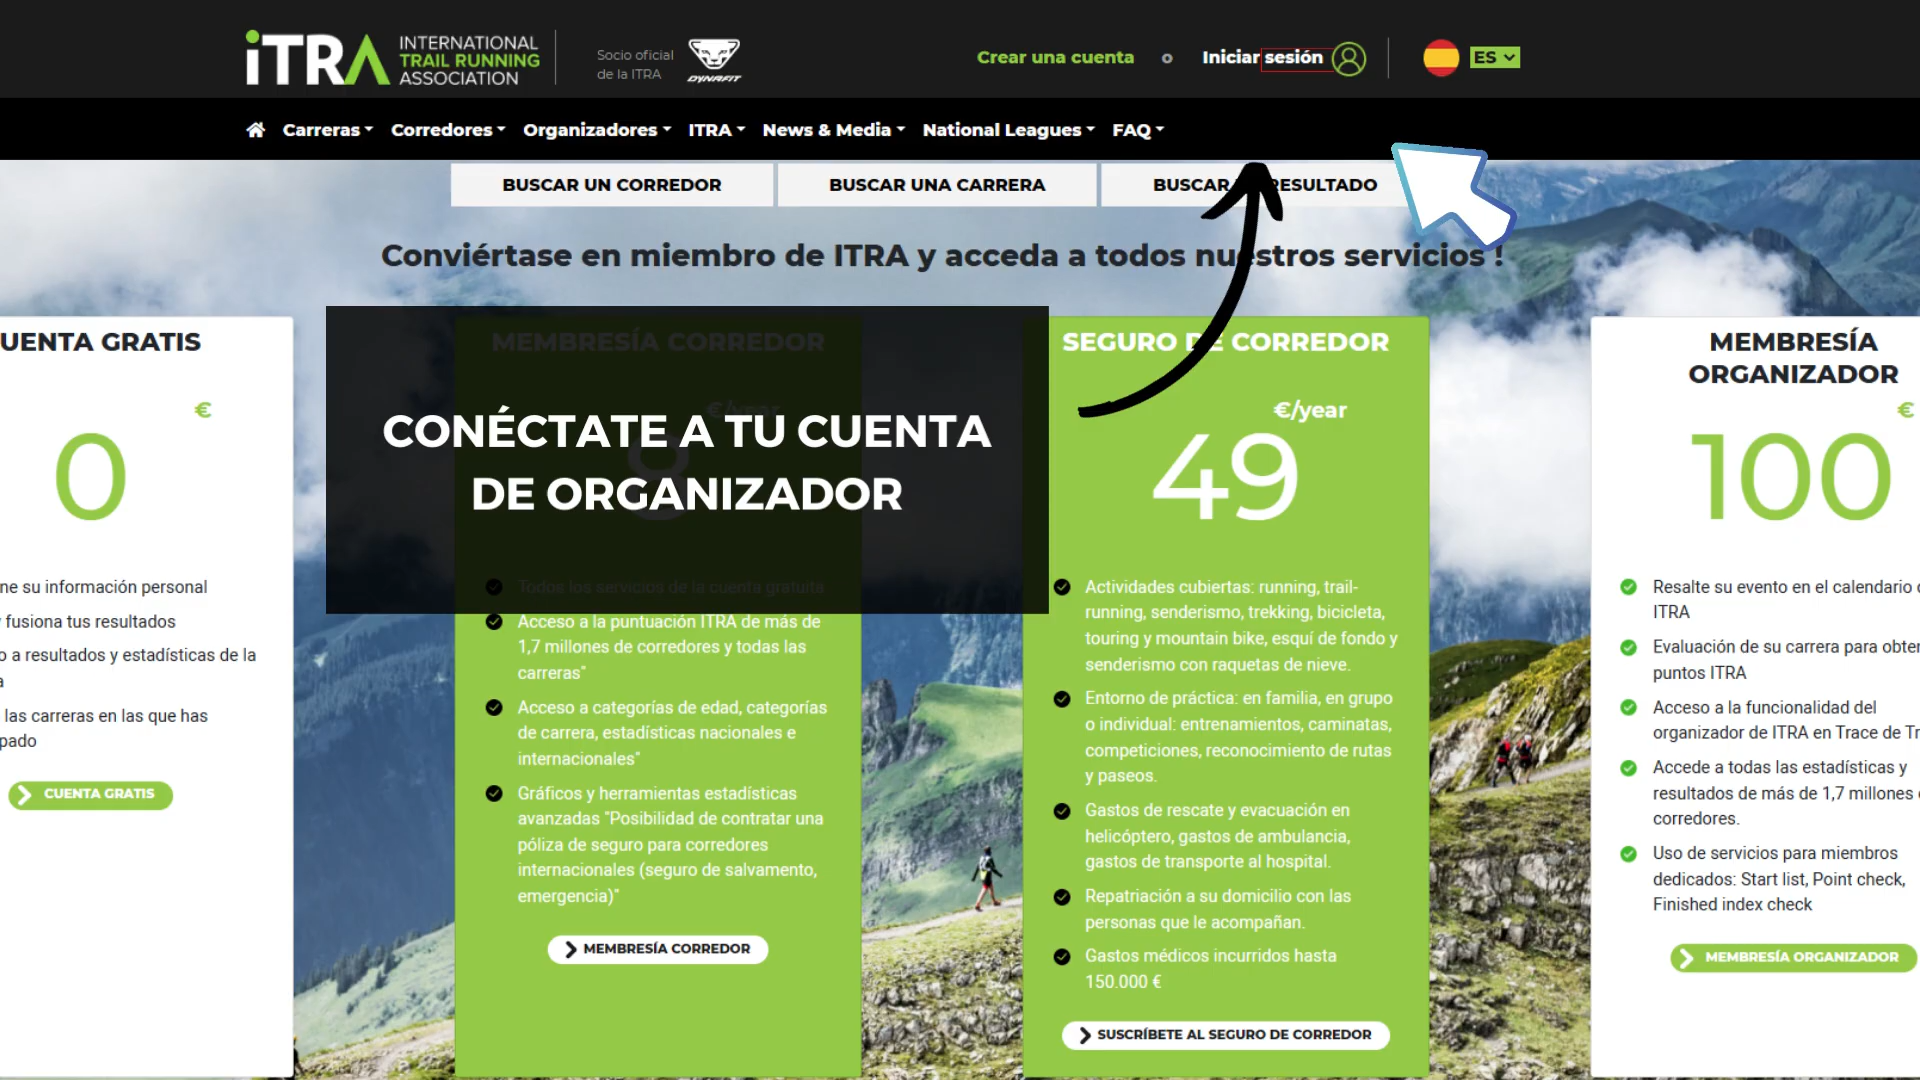 iTRA
INTERNATIONAL
TRAIL RUNNING
ASSOCIATION
Socio oficial
de la ITRA
DYNAFIT
Crear una cuenta o Iniciar sesión
ES
Carreras Corredores Organizadores ITRA News & Media National Leagues FAQ
BUSCAR UN CORREDOR
BUSCAR UNA CARRERA
BUSCAR RESULTADO
Conviértase en miembro de ITRA y acceda a todos nuestros servicios !
UENTA GRATIS
€
0
ne su información personal
fusiona tus resultados
o a resultados y estadísticas de la
a
las carreras en las que has
pado
CUENTA GRATIS
MEMBRESÍA CORREDOR
€/year
8
CONÉCTATE A TU CUENTA
DE ORGANIZADOR
Todos los servicios de la cuenta gratuita
Acceso a la puntuación ITRA de más de
1,7 millones de corredores y todas las
carreras"
Acceso a categorías de edad, categorías
de carrera, estadísticas nacionales e
internacionales"
Gráficos y herramientas estadísticas
avanzadas "Posibilidad de contratar una
póliza de seguro para corredores
internacionales (seguro de salvamento,
emergencia)"
MEMBRESÍA CORREDOR
SEGURO DE CORREDOR
€/year
49
Actividades cubiertas: running, trail-
running, senderismo, trekking, bicicleta,
touring y mountain bike, esquí de fondo y
senderismo con raquetas de nieve.
Entorno de práctica: en familia, en grupo
o individual: entrenamientos, caminatas,
competiciones, reconocimiento de rutas
y paseos.
Gastos de rescate y evacuación en
helicóptero, gastos de ambulancia,
gastos de transporte al hospital.
Repatriación a su domicilio con las
personas que le acompañan.
Gastos médicos incurridos hasta
150.000 €
SUSCRÍBETE AL SEGURO DE CORREDOR
MEMBRESÍA
ORGANIZADOR
€
100
Resalte su evento en el calendario
ITRA
Evaluación de su carrera para obte
puntos ITRA
Acceso a la funcionalidad del
organizador de ITRA en Trace de Tr
Accede a todas las estadísticas y
resultados de más de 1,7 millones
corredores.
Uso de servicios para miembros
dedicados: Start list, Point check,
Finished index check
MEMBRESÍA ORGANIZADOR